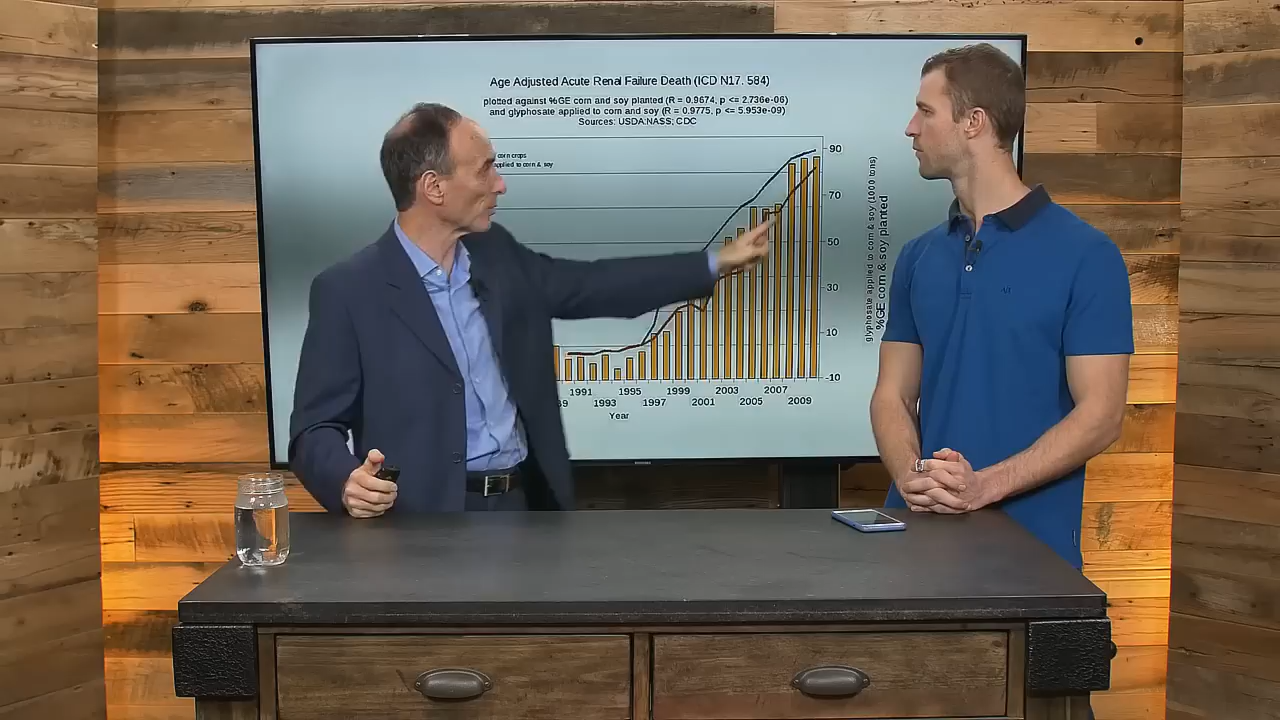 Age Adjusted Acute Renal Failure Death (ICD N17, 584)
plotted against %GE corn and soy planted (R = 0.9674, p <= 2.736e-06)
and glyphosate applied to corn and soy (R = 0.9775, p <= 5.953e-09)
Sources: USDA:NASS; CDC
corn crops
applied to corn & soy
90
70
50
30
10
-10
glyphosate applied to corn & soy (1000 tons)
%GE corn & soy planted
1991 1995 1999 2003 2007
89 1993 1997 2001 2005 2009
Year